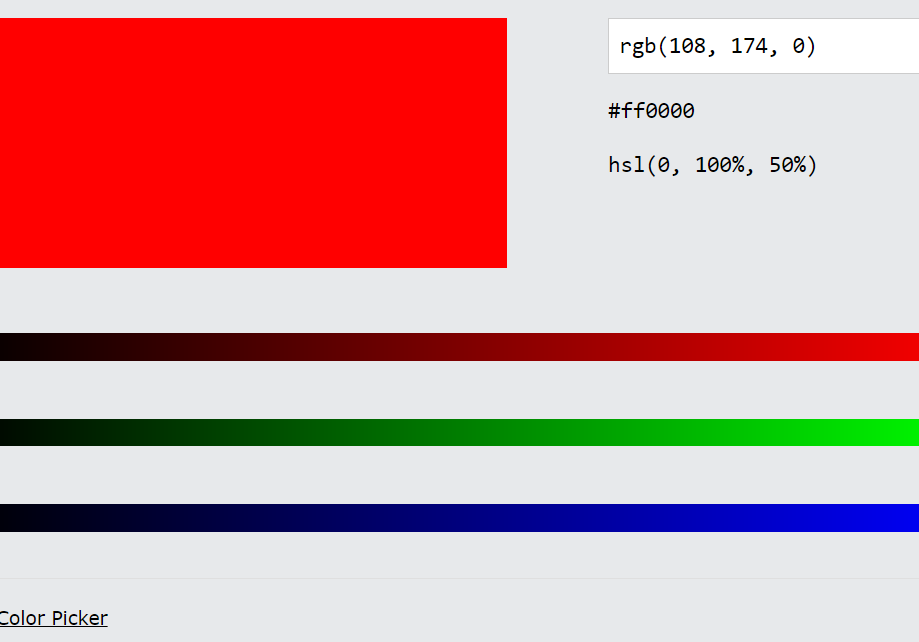 rgb(108, 174, 0)
#ff0000
hsl(0, 100%, 50%)
Color Picker